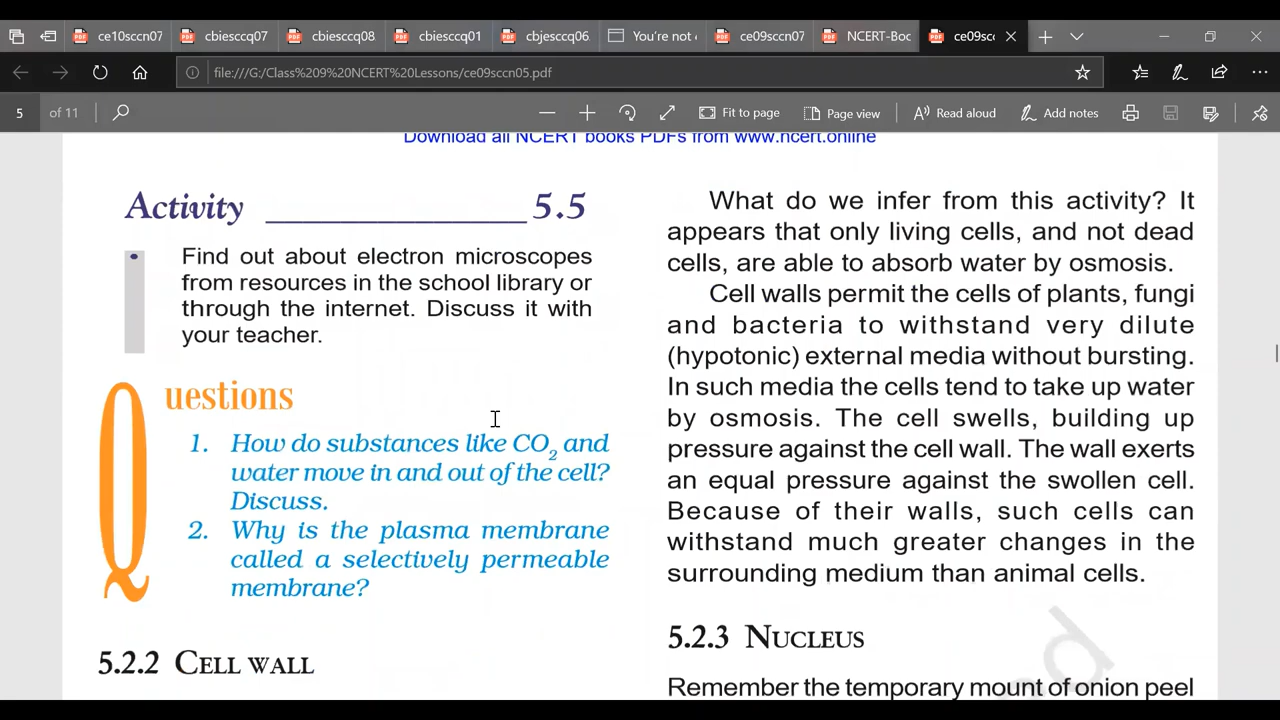 ce10sccn07
cbiesccq07
cbiesccq08
cbiesccq01
cbjesccq06
You're not
ce09sccn07
NCERT-Boc
ce09scc
file:///G:/Class%209%20NCERT%20Lessons/ce09sccn05.pdf
5 of 11
Fit to page
Page view
Read aloud
Add notes
Download all NCERT books PDFs from www.ncert.online
Activity ____________________ 5.5
Find out about electron microscopes
from resources in the school library or
through the internet. Discuss it with
your teacher.
Questions
1. How do substances like CO₂ and
water move in and out of the cell?
Discuss.
2. Why is the plasma membrane
called a selectively permeable
membrane?
5.2.2 CELL WALL
What do we infer from this activity? It
appears that only living cells, and not dead
cells, are able to absorb water by osmosis.
Cell walls permit the cells of plants, fungi
and bacteria to withstand very dilute
(hypotonic) external media without bursting.
In such media the cells tend to take up water
by osmosis. The cell swells, building up
pressure against the cell wall. The wall exerts
an equal pressure against the swollen cell.
Because of their walls, such cells can
withstand much greater changes in the
surrounding medium than animal cells.
5.2.3 NUCLEUS
Remember the temporary mount of onion peel